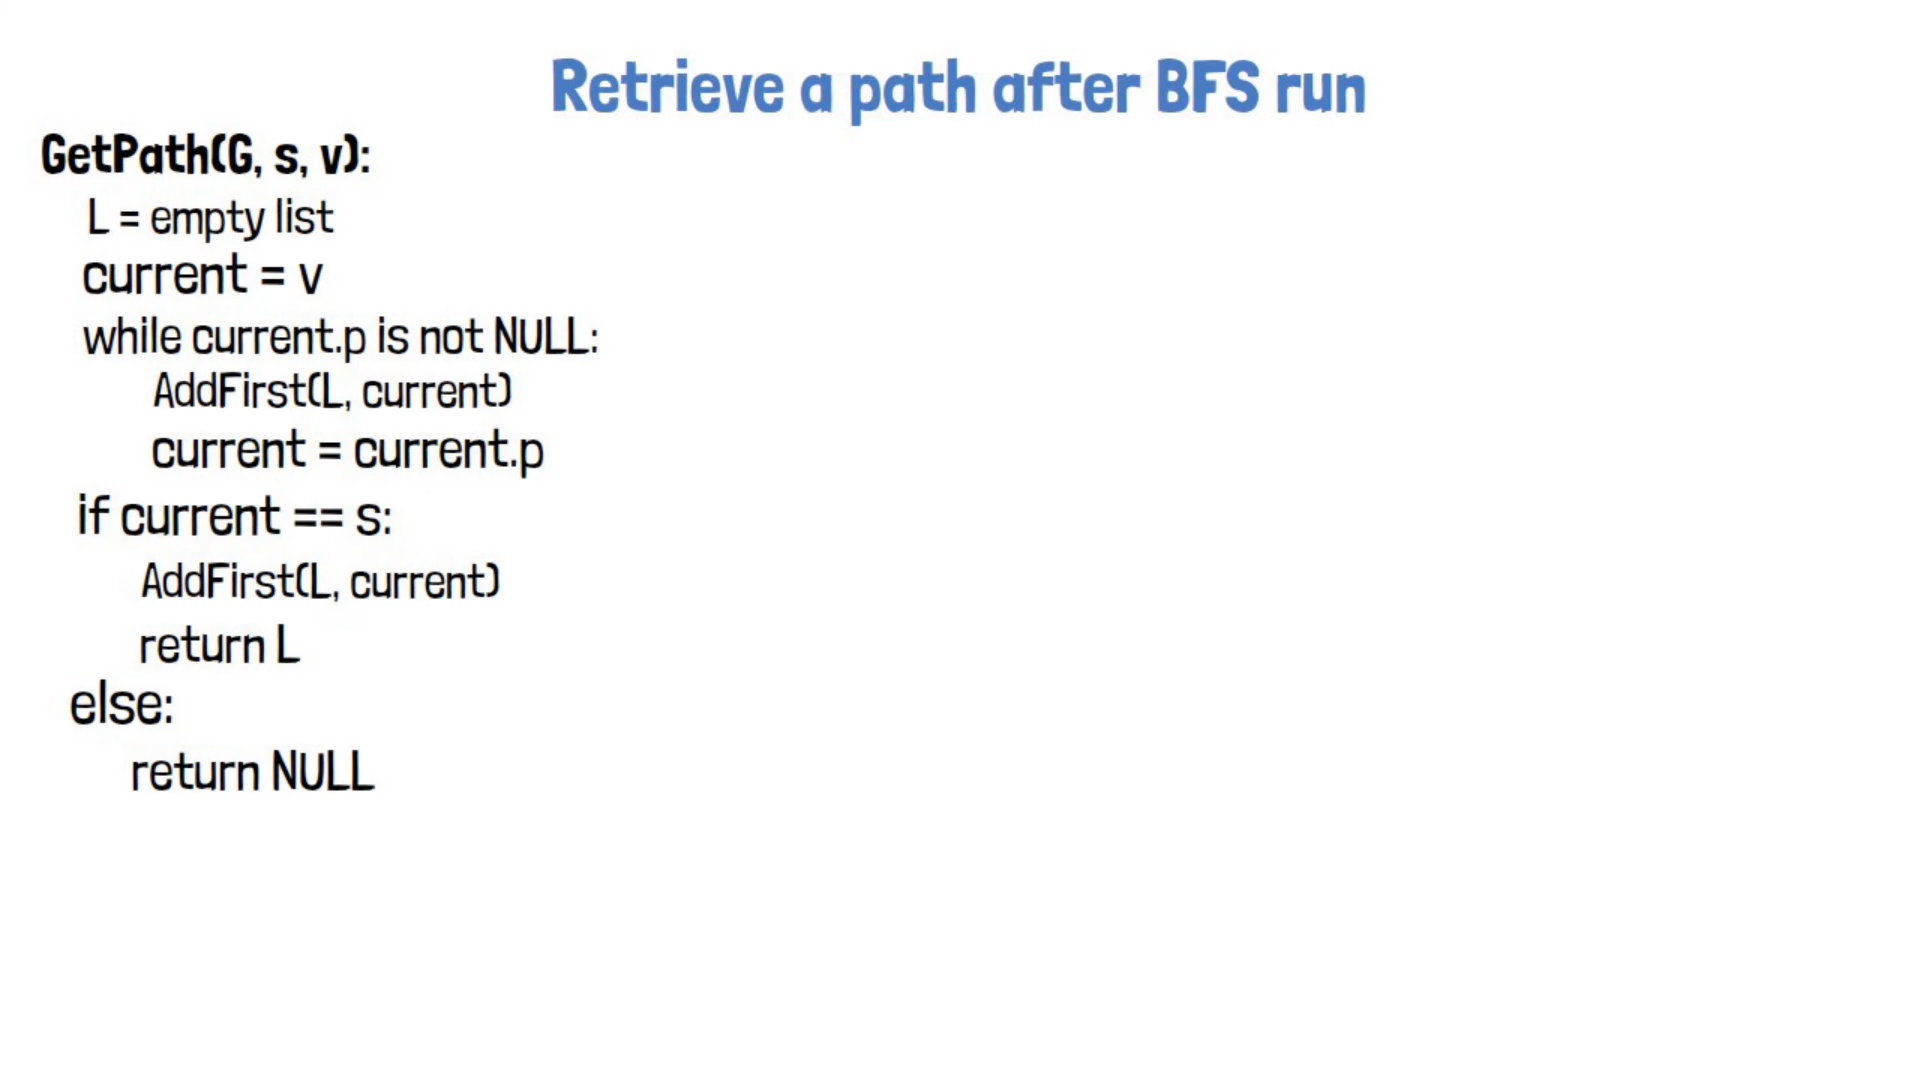 Retrieve a path after BFS run
GetPath(G, s, v):
L = empty list
current = v
while current.p is not NULL:
AddFirst(L, current)
current = current.p
if current == s:
AddFirst(L, current)
return L
else:
return NULL